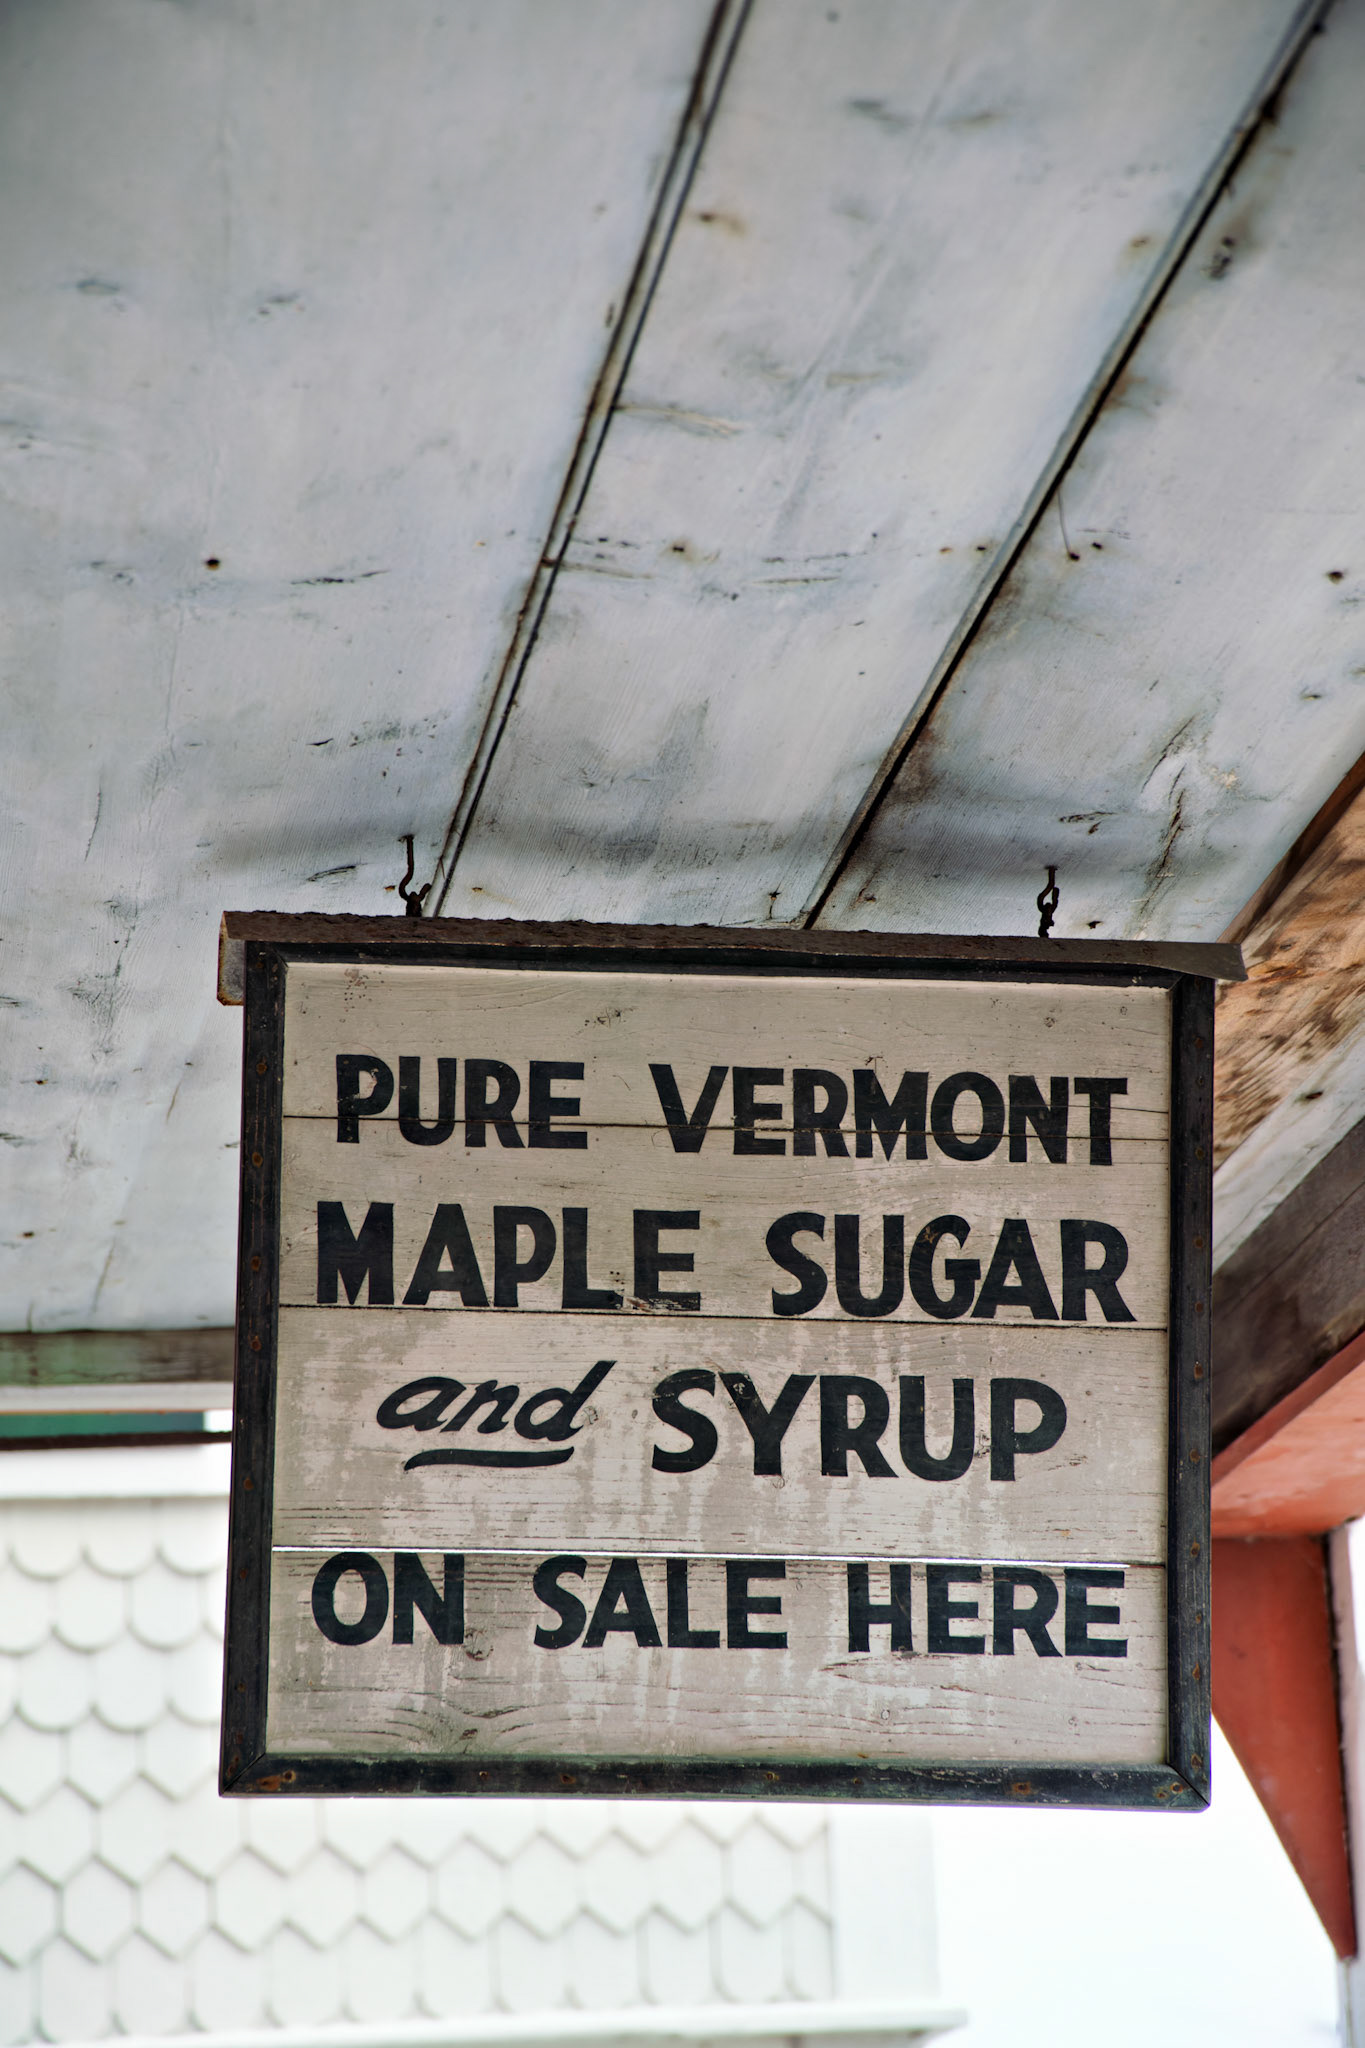 PURE VERMONT
MAPLE SUGAR
and SYRUP
ON SALE HERE